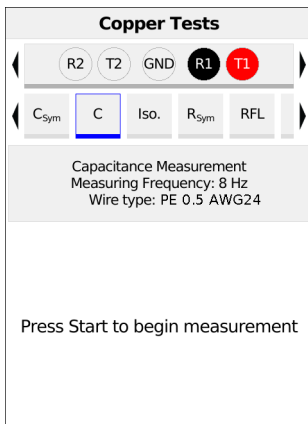 Copper Tests
R2 T2 GND R1 T1
CSym C Iso. RSym RFL
Capacitance Measurement
Measuring Frequency: 8 Hz
Wire type: PE 0.5 AWG24
Press Start to begin measurement